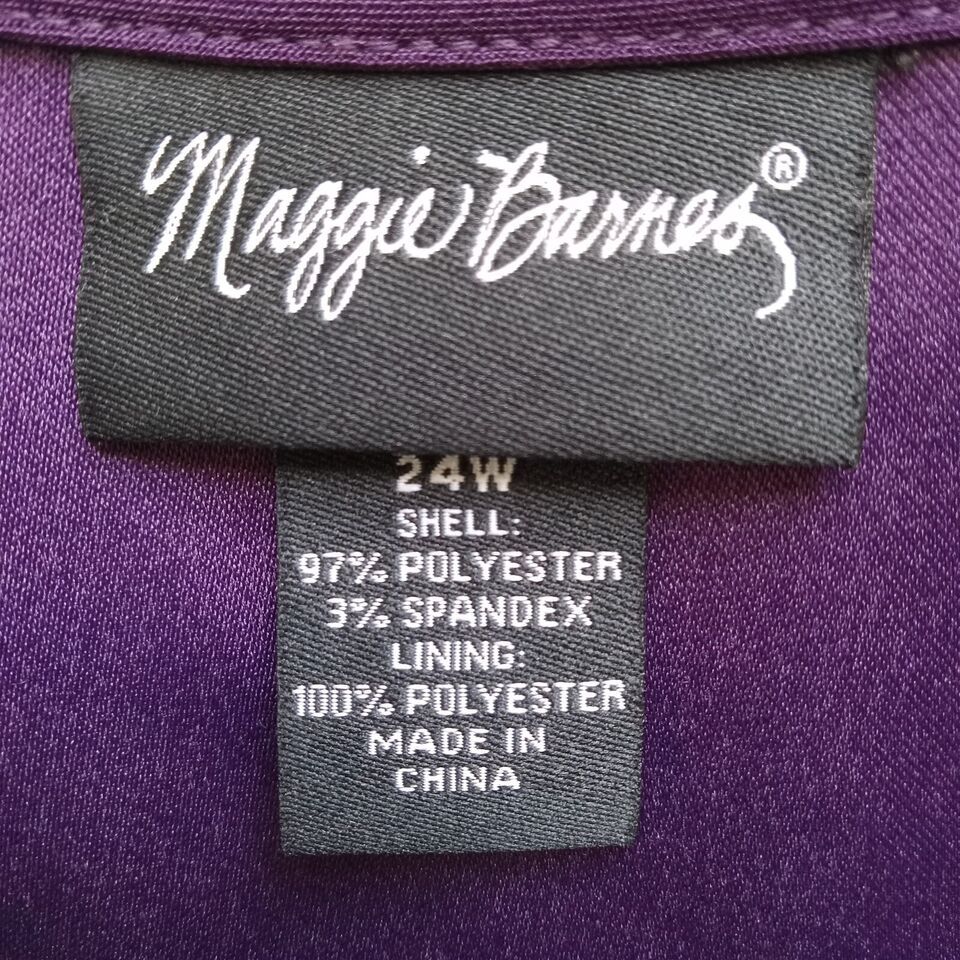 Maggie Barnes®
24W
SHELL:
97% POLYESTER
3% SPANDEX
LINING:
100% POLYESTER
MADE IN
CHINA